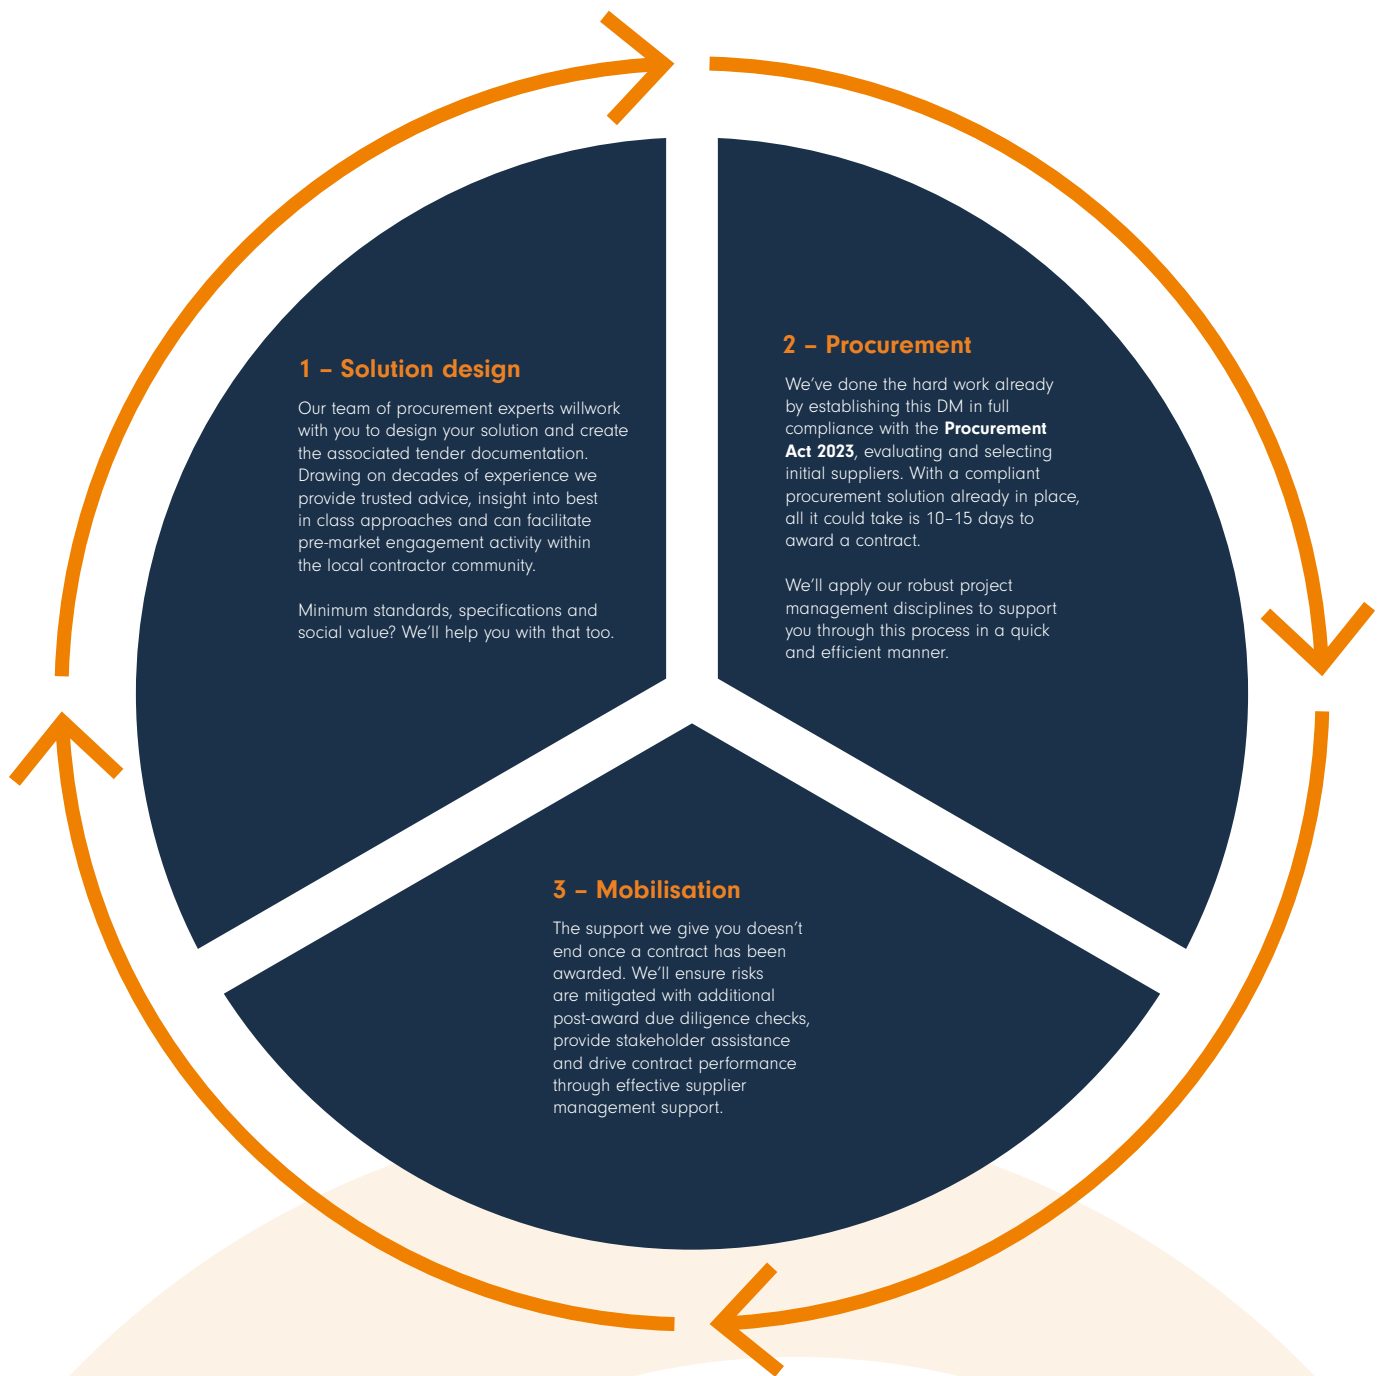 1 – Solution design
Our team of procurement experts willwork
with you to design your solution and create
the associated tender documentation.
Drawing on decades of experience we
provide trusted advice, insight into best
in class approaches and can facilitate
pre-market engagement activity within
the local contractor community.
Minimum standards, specifications and
social value? We’ll help you with that too.
2 – Procurement
We’ve done the hard work already
by establishing this DM in full
compliance with the Procurement
Act 2023, evaluating and selecting
initial suppliers. With a compliant
procurement solution already in place,
all it could take is 10–15 days to
award a contract.
We’ll apply our robust project
management disciplines to support
you through this process in a quick
and efficient manner.
3 – Mobilisation
The support we give you doesn’t
end once a contract has been
awarded. We’ll ensure risks
are mitigated with additional
post-award due diligence checks,
provide stakeholder assistance
and drive contract performance
through effective supplier
management support.